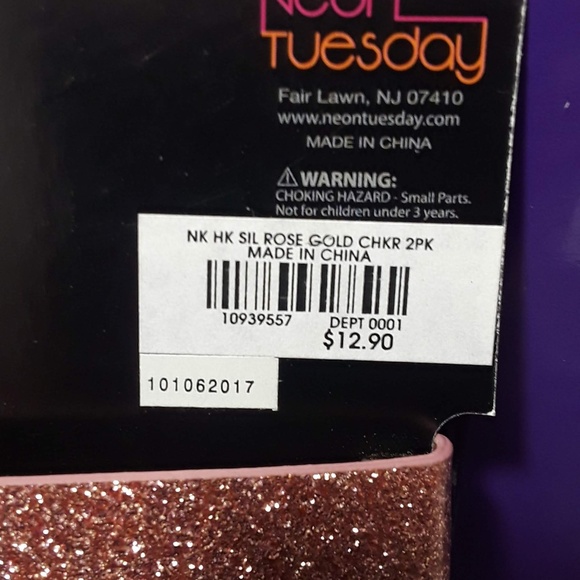 Neon
Tuesday
Fair Lawn, NJ 07410
www.neontuesday.com
MADE IN CHINA
⚠WARNING:
CHOKING HAZARD - Small Parts.
Not for children under 3 years.
NK HK SIL ROSE GOLD CHKR 2PK
MADE IN CHINA
10939557 DEPT 0001
$12.90
101062017